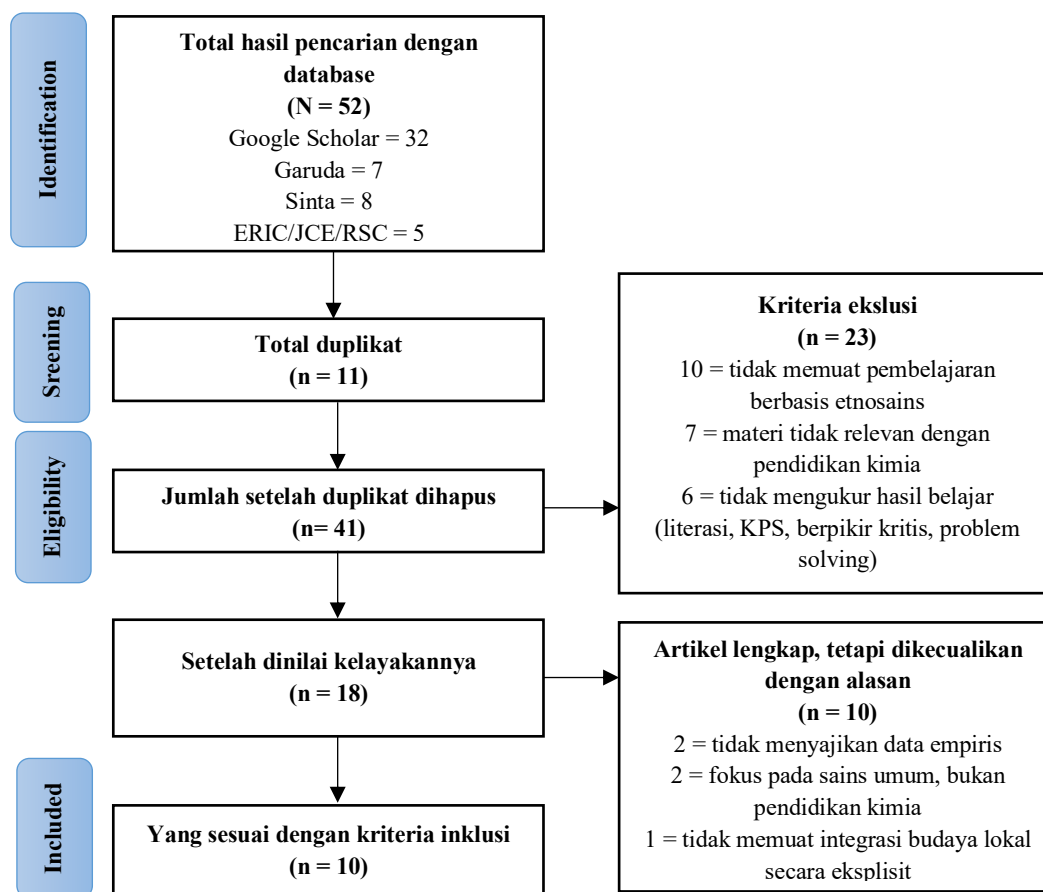 Identification
Total hasil pencarian dengan
database
(N = 52)
Google Scholar = 32
Garuda = 7
Sinta = 8
ERIC/JCE/RSC = 5
Sreening
Total duplikat
(n = 11)
Kriteria ekslusi
(n = 23)
10 = tidak memuat pembelajaran
berbasis etnosains
7 = materi tidak relevan dengan
pendidikan kimia
6 = tidak mengukur hasil belajar
(literasi, KPS, berpikir kritis, problem
solving)
Eligibility
Jumlah setelah duplikat dihapus
(n= 41)
Setelah dinilai kelayakannya
(n = 18)
Artikel lengkap, tetapi dikecualikan
dengan alasan
(n = 10)
2 = tidak menyajikan data empiris
2 = fokus pada sains umum, bukan
pendidikan kimia
1 = tidak memuat integrasi budaya lokal
secara eksplisit
Included
Yang sesuai dengan kriteria inklusi
(n = 10)